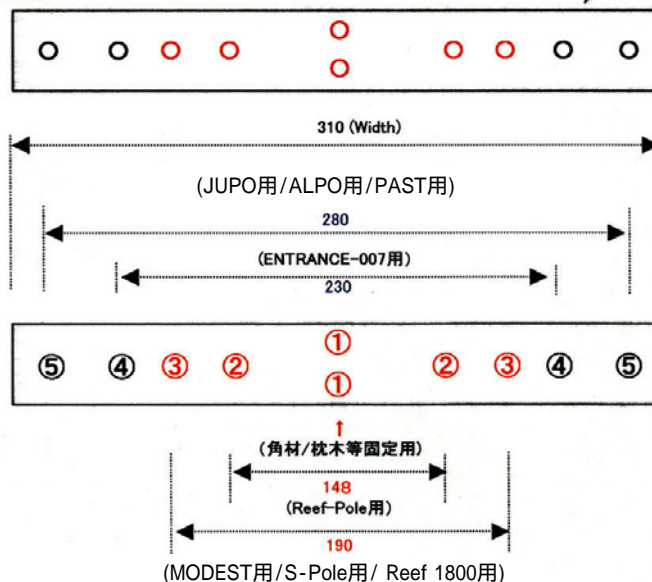 310 (Width)
(JUPO用/ALPO用/PAST用)
280
(ENTRANCE-007用)
230
⑤ ④ ③ ② ① ② ③ ④ ⑤
①
↑
(角材/枕木等固定用)
148
(Reef-Pole用)
190
(MODEST用/S-Pole用/ Reef 1800用)